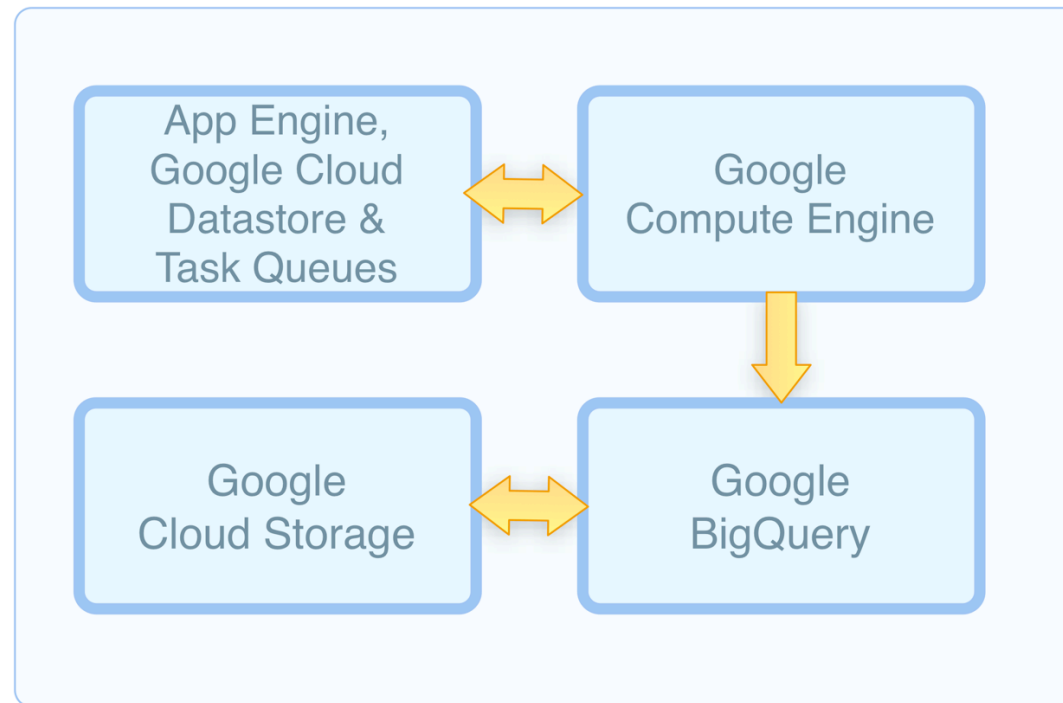 App Engine,
Google Cloud
Datastore &
Task Queues
Google
Compute Engine
Google
Cloud Storage
Google
BigQuery